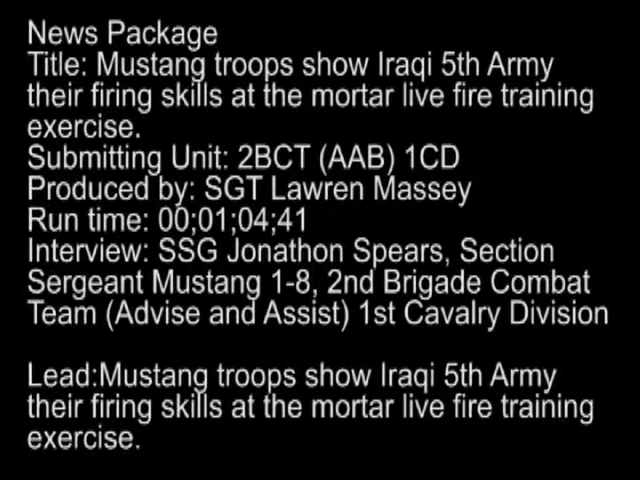 News Package
Title: Mustang troops show Iraqi 5th Army
their firing skills at the mortar live fire training
exercise.
Submitting Unit: 2BCT (AAB) 1CD
Produced by: SGT Lawren Massey
Run time: 00;01;04;41
Interview: SSG Jonathon Spears, Section
Sergeant Mustang 1-8, 2nd Brigade Combat
Team (Advise and Assist) 1st Cavalry Division
Lead:Mustang troops show Iraqi 5th Army
their firing skills at the mortar live fire training
exercise.